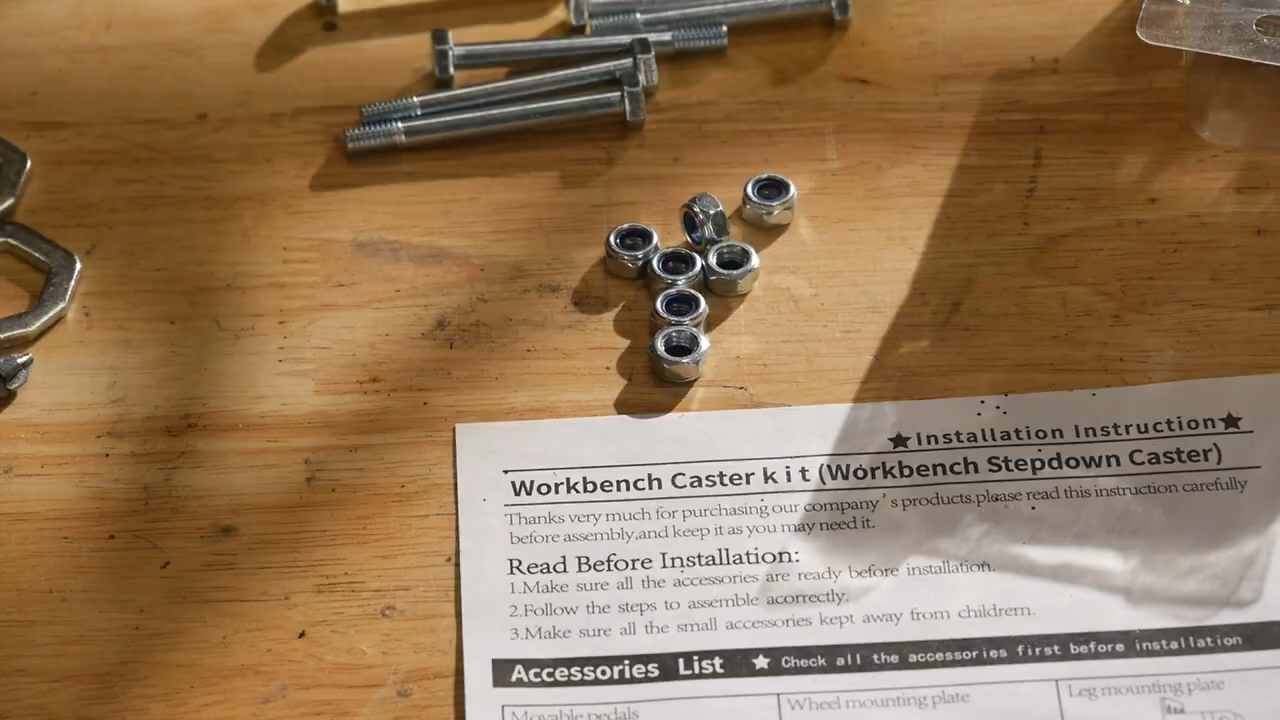 ★Installation Instruction★
Workbench Caster k i t (Workbench Stepdown Caster)
Thanks very much for purchasing our company’s products.please read this instruction carefully
before assembly,and keep it as you may need it.
Read Before Installation:
1.Make sure all the accessories are ready before installation.
2.Follow the steps to assemble acorrectly.
3.Make sure all the small accessories kept away from childrern.
Accessories List ★ Check all the accessories first before installation
Movable pedals
Wheel mounting plate
Leg mounting plate